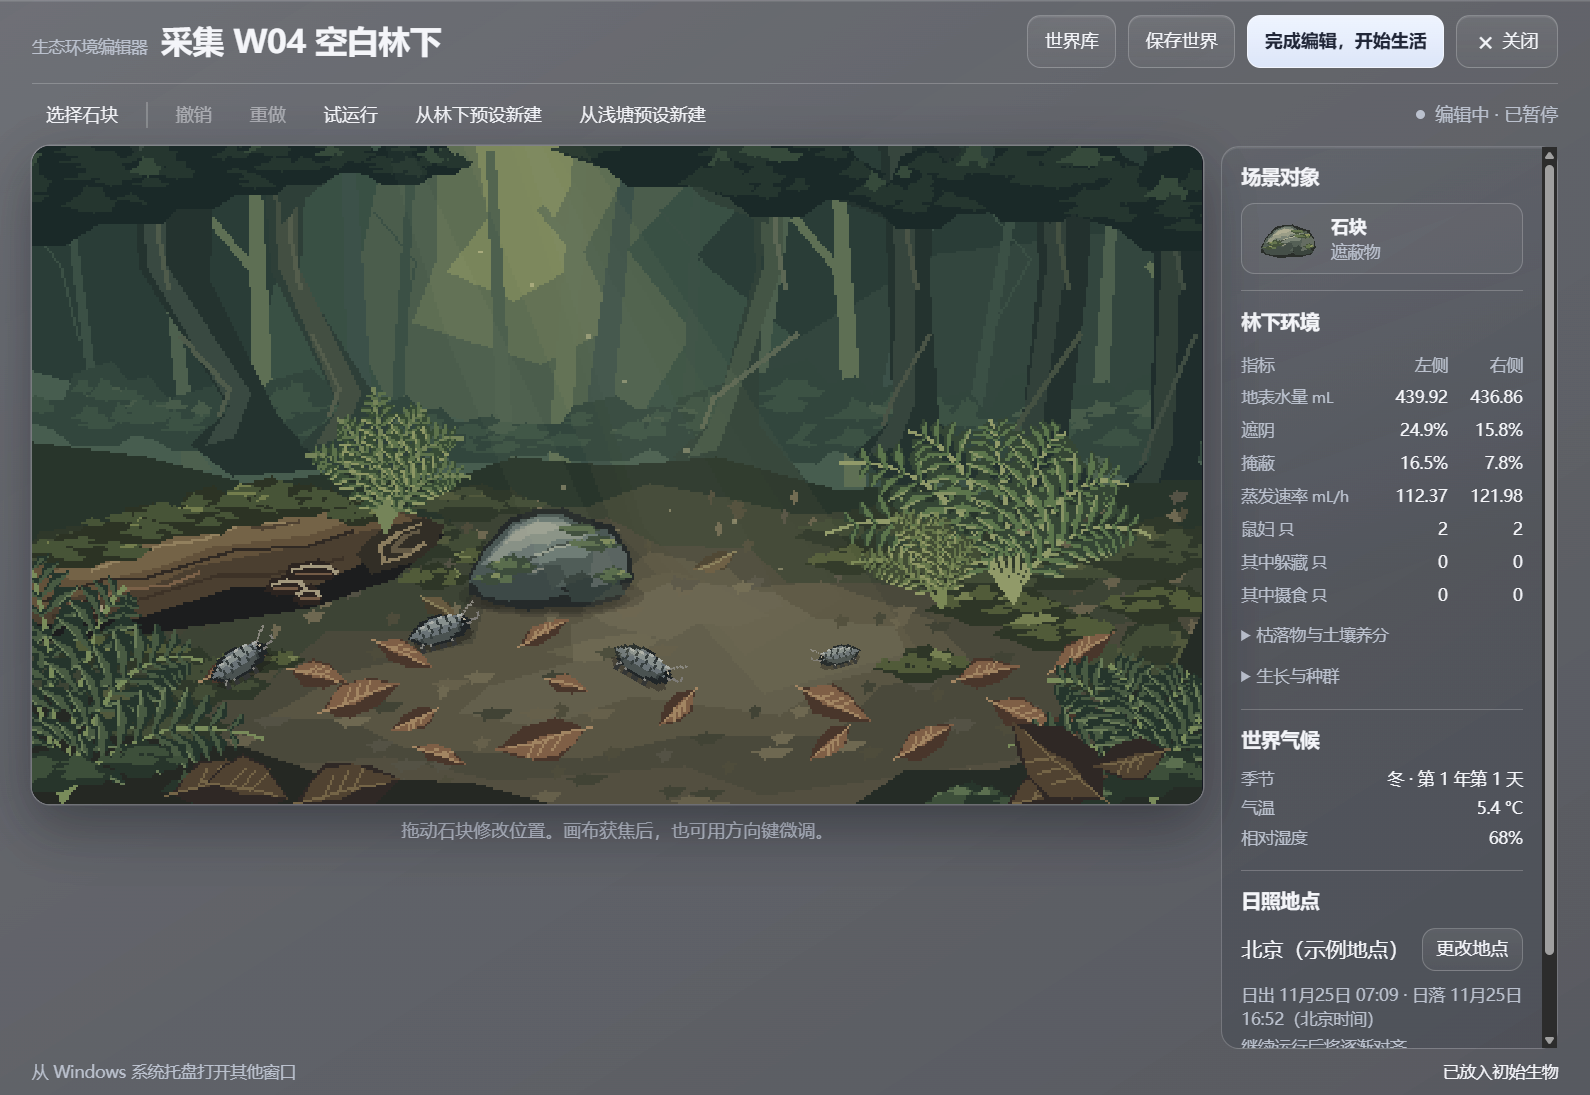 生态环境编辑器 采集 W04 空白林下
世界库 保存世界 完成编辑，开始生活 × 关闭
选择石块 撤销 重做 试运行 从林下预设新建 从浅塘预设新建
编辑中 · 已暂停
场景对象
石块
遮蔽物
林下环境
指标 左侧 右侧
地表水量 mL 439.92 436.86
遮阴 24.9% 15.8%
掩蔽 16.5% 7.8%
蒸发速率 mL/h 112.37 121.98
鼠妇 只 2 2
其中躲藏 只 0 0
其中摄食 只 0 0
枯落物与土壤养分
生长与种群
世界气候
季节 冬 · 第 1 年第 1 天
气温 5.4 °C
相对湿度 68%
日照地点
北京（示例地点） 更改地点
日出 11月25日 07:09 · 日落 11月25日
16:52（北京时间）
继续运行后将逐渐对齐
拖动石块修改位置。画布获焦后，也可用方向键微调。
从 Windows 系统托盘打开其他窗口
已放入初始生物